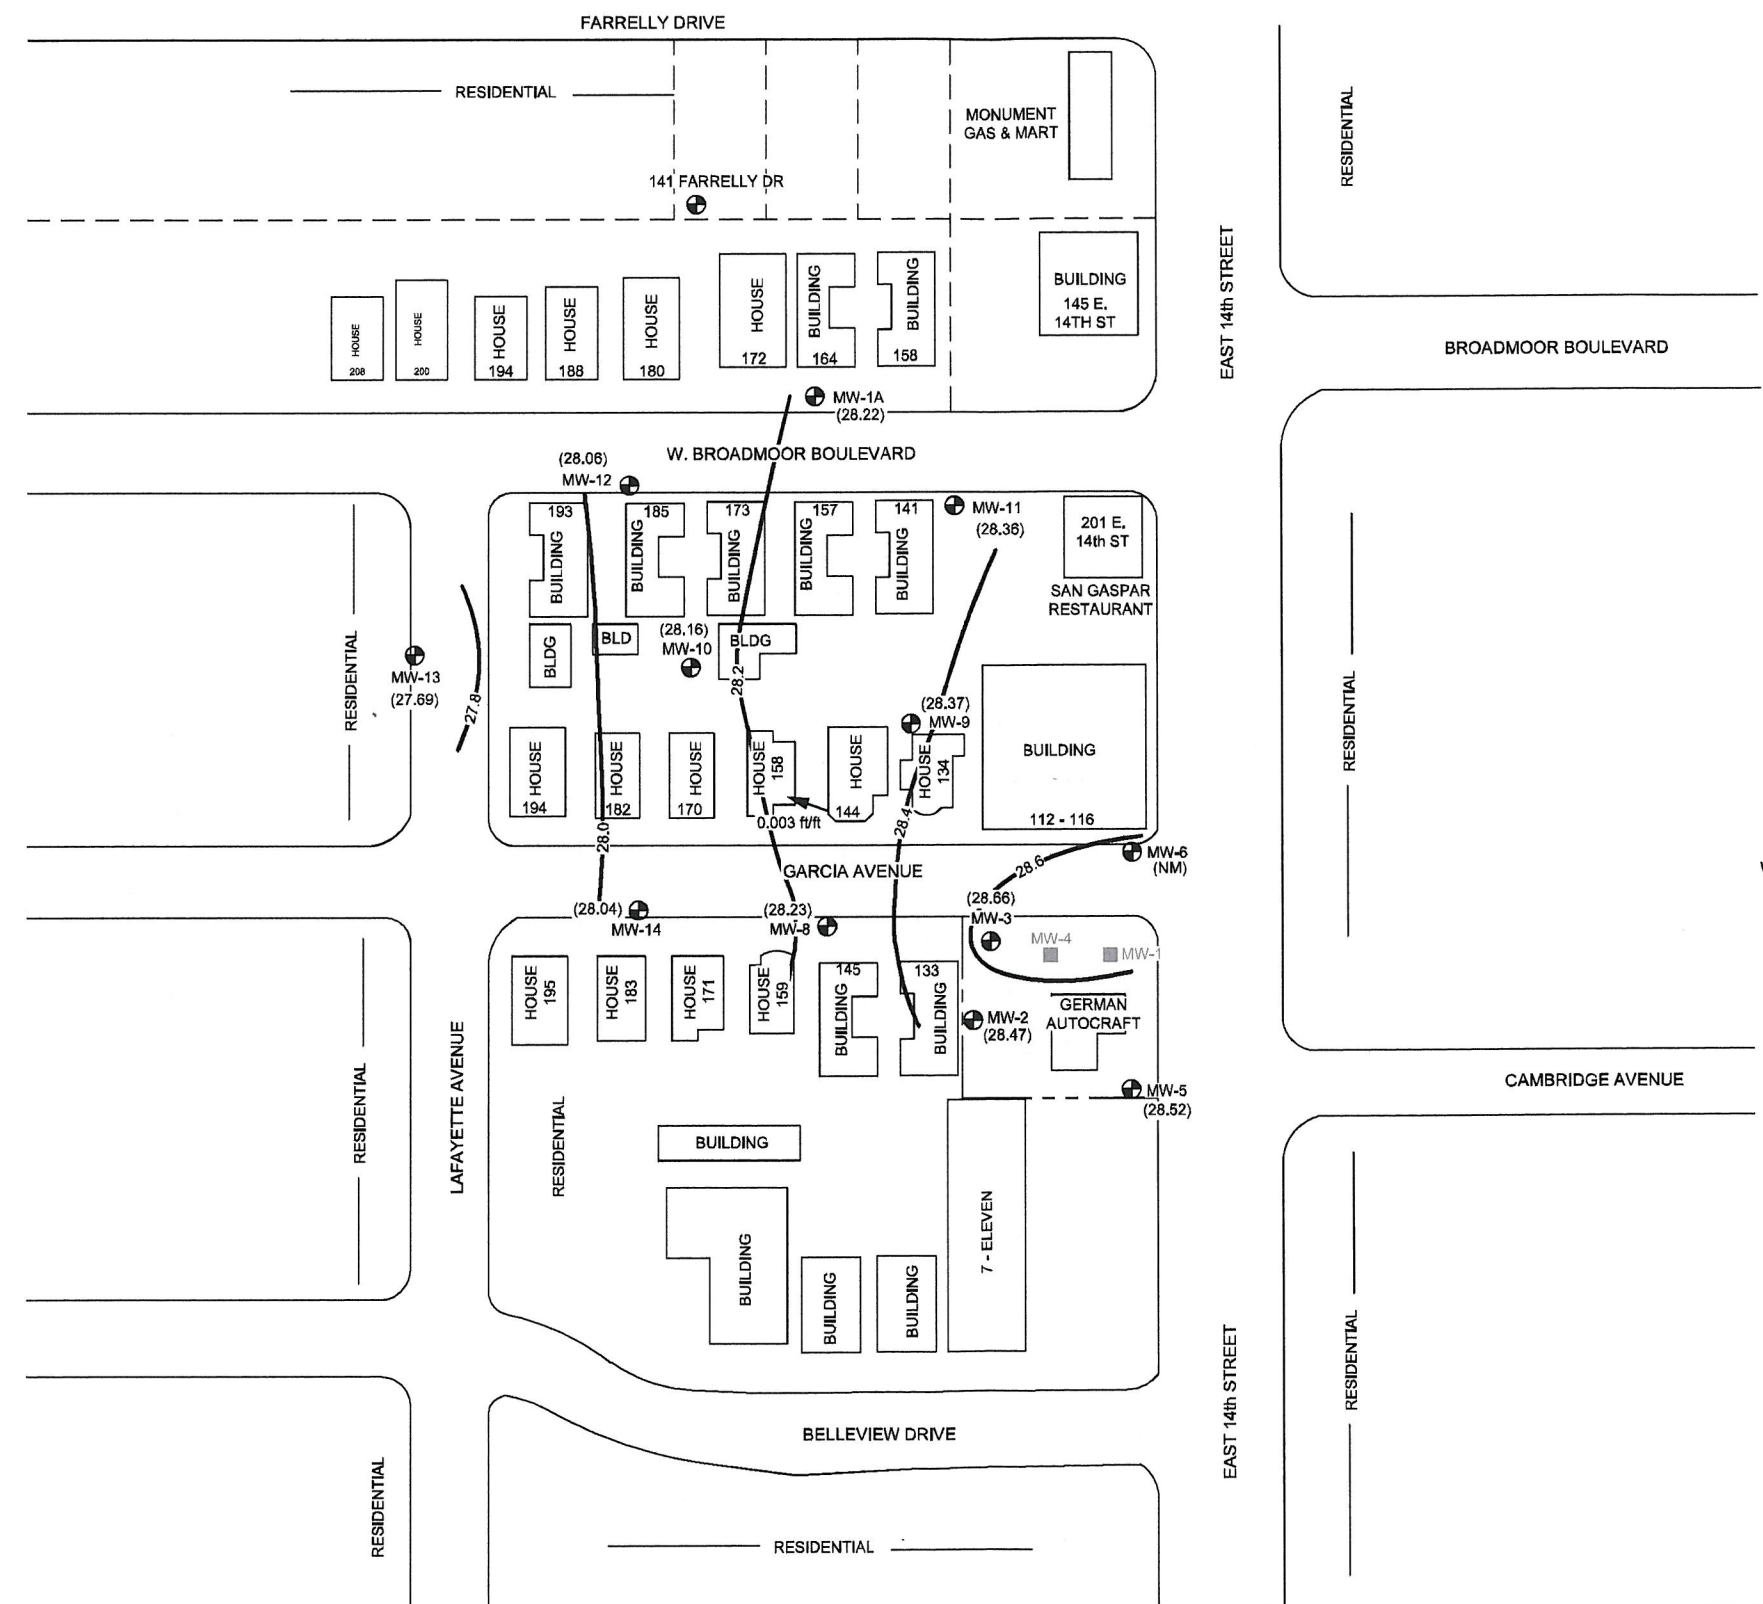 FARRELLY DRIVE
RESIDENTIAL
MONUMENT
GAS & MART
RESIDENTIAL
141 FARRELLY DR
EAST 14th STREET
BUILDING
145 E.
14TH ST
HOUSE
208
HOUSE
200
HOUSE
194
HOUSE
188
HOUSE
180
HOUSE
172
BUILDING
164
BUILDING
158
BROADMOOR BOULEVARD
MW-1A
(28.22)
W. BROADMOOR BOULEVARD
(28.06)
MW-12
193
BUILDING
185
BUILDING
173
BUILDING
157
BUILDING
141
BUILDING
MW-11
(28.36)
201 E.
14th ST
SAN GASPAR
RESTAURANT
RESIDENTIAL
MW-13
(27.69)
27.8
BLDG
BLD
(28.16)
MW-10
BLDG
28.2
(28.37)
MW-9
RESIDENTIAL
HOUSE
194
HOUSE
182
HOUSE
170
HOUSE
158
HOUSE
144
HOUSE
134
BUILDING
112 - 116
0.003 ft/ft
28.0
28.4
GARCIA AVENUE
28.6
MW-6
(NM)
(28.04)
MW-14
(28.23)
MW-8
(28.66)
MW-3
MW-4
MW-1
HOUSE
195
HOUSE
183
HOUSE
171
HOUSE
159
145
BUILDING
133
BUILDING
MW-2
(28.47)
GERMAN
AUTOCRAFT
MW-5
(28.52)
CAMBRIDGE AVENUE
RESIDENTIAL
LAFAYETTE AVENUE
RESIDENTIAL
BUILDING
BUILDING
BUILDING
BUILDING
7 - ELEVEN
EAST 14th STREET
RESIDENTIAL
BELLEVIEW DRIVE
RESIDENTIAL
RESIDENTIAL